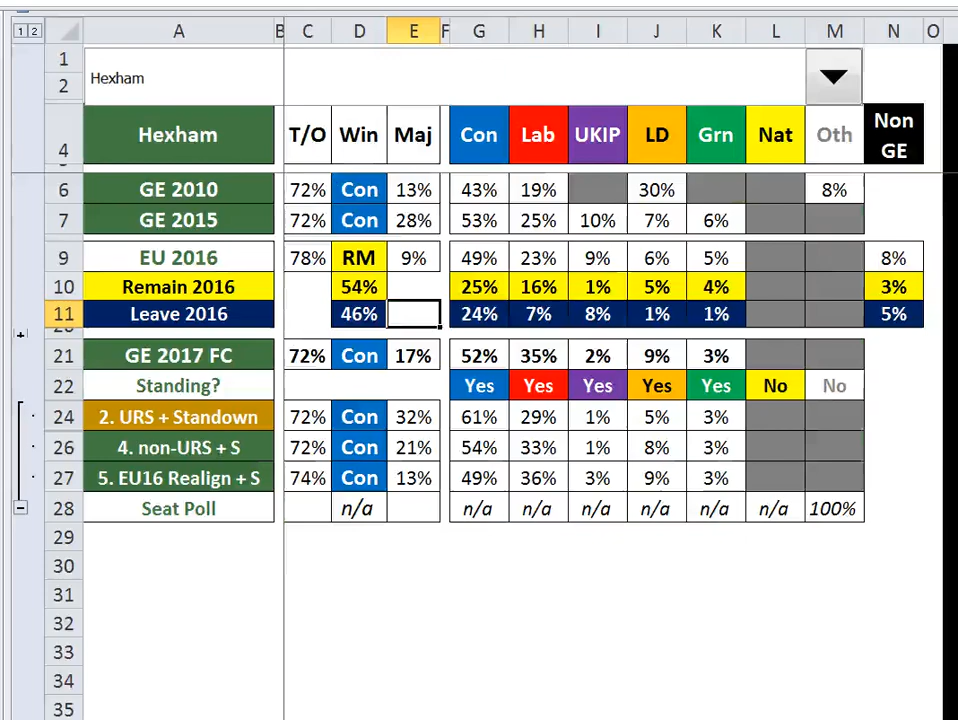 1 2 A B C D E F G H I J K L M N O
1
2 Hexham
4 Hexham T/O Win Maj Con Lab UKIP LD Grn Nat Oth Non GE
6 GE 2010 72% Con 13% 43% 19% 30% 8%
7 GE 2015 72% Con 28% 53% 25% 10% 7% 6%
9 EU 2016 78% RM 9% 49% 23% 9% 6% 5% 8%
10 Remain 2016 54% 25% 16% 1% 5% 4% 3%
11 Leave 2016 46% 24% 7% 8% 1% 1% 5%
21 GE 2017 FC 72% Con 17% 52% 35% 2% 9% 3%
22 Standing? Yes Yes Yes Yes Yes No No
24 2. URS + Standown 72% Con 32% 61% 29% 1% 5% 3%
26 4. non-URS + S 72% Con 21% 54% 33% 1% 8% 3%
27 5. EU16 Realign + S 74% Con 13% 49% 36% 3% 9% 3%
28 Seat Poll n/a n/a n/a n/a n/a n/a n/a 100%
29
30
31
32
33
34
35